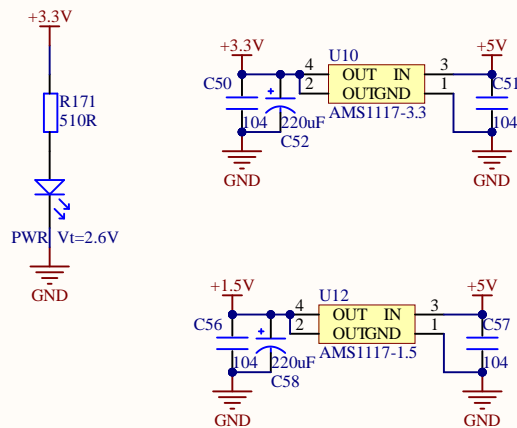 +3.3V
R171
510R
PWR Vt=2.6V
GND
+3.3V
U10
+5V
C50
4
OUT IN
3
C51
2
OUTGND
1
104
220uF
AMS1117-3.3
104
C52
GND
GND
+1.5V
U12
+5V
C56
4
OUT IN
3
C57
2
OUTGND
1
104
220uF
AMS1117-1.5
104
C58
GND
GND